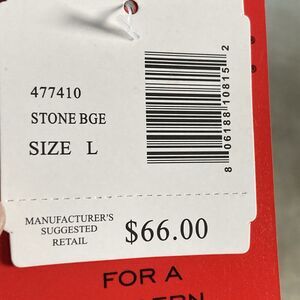 477410
STONE BGE
SIZE L
8 06188 10815 2
MANUFACTURER'S
SUGGESTED
RETAIL
$66.00
FOR A